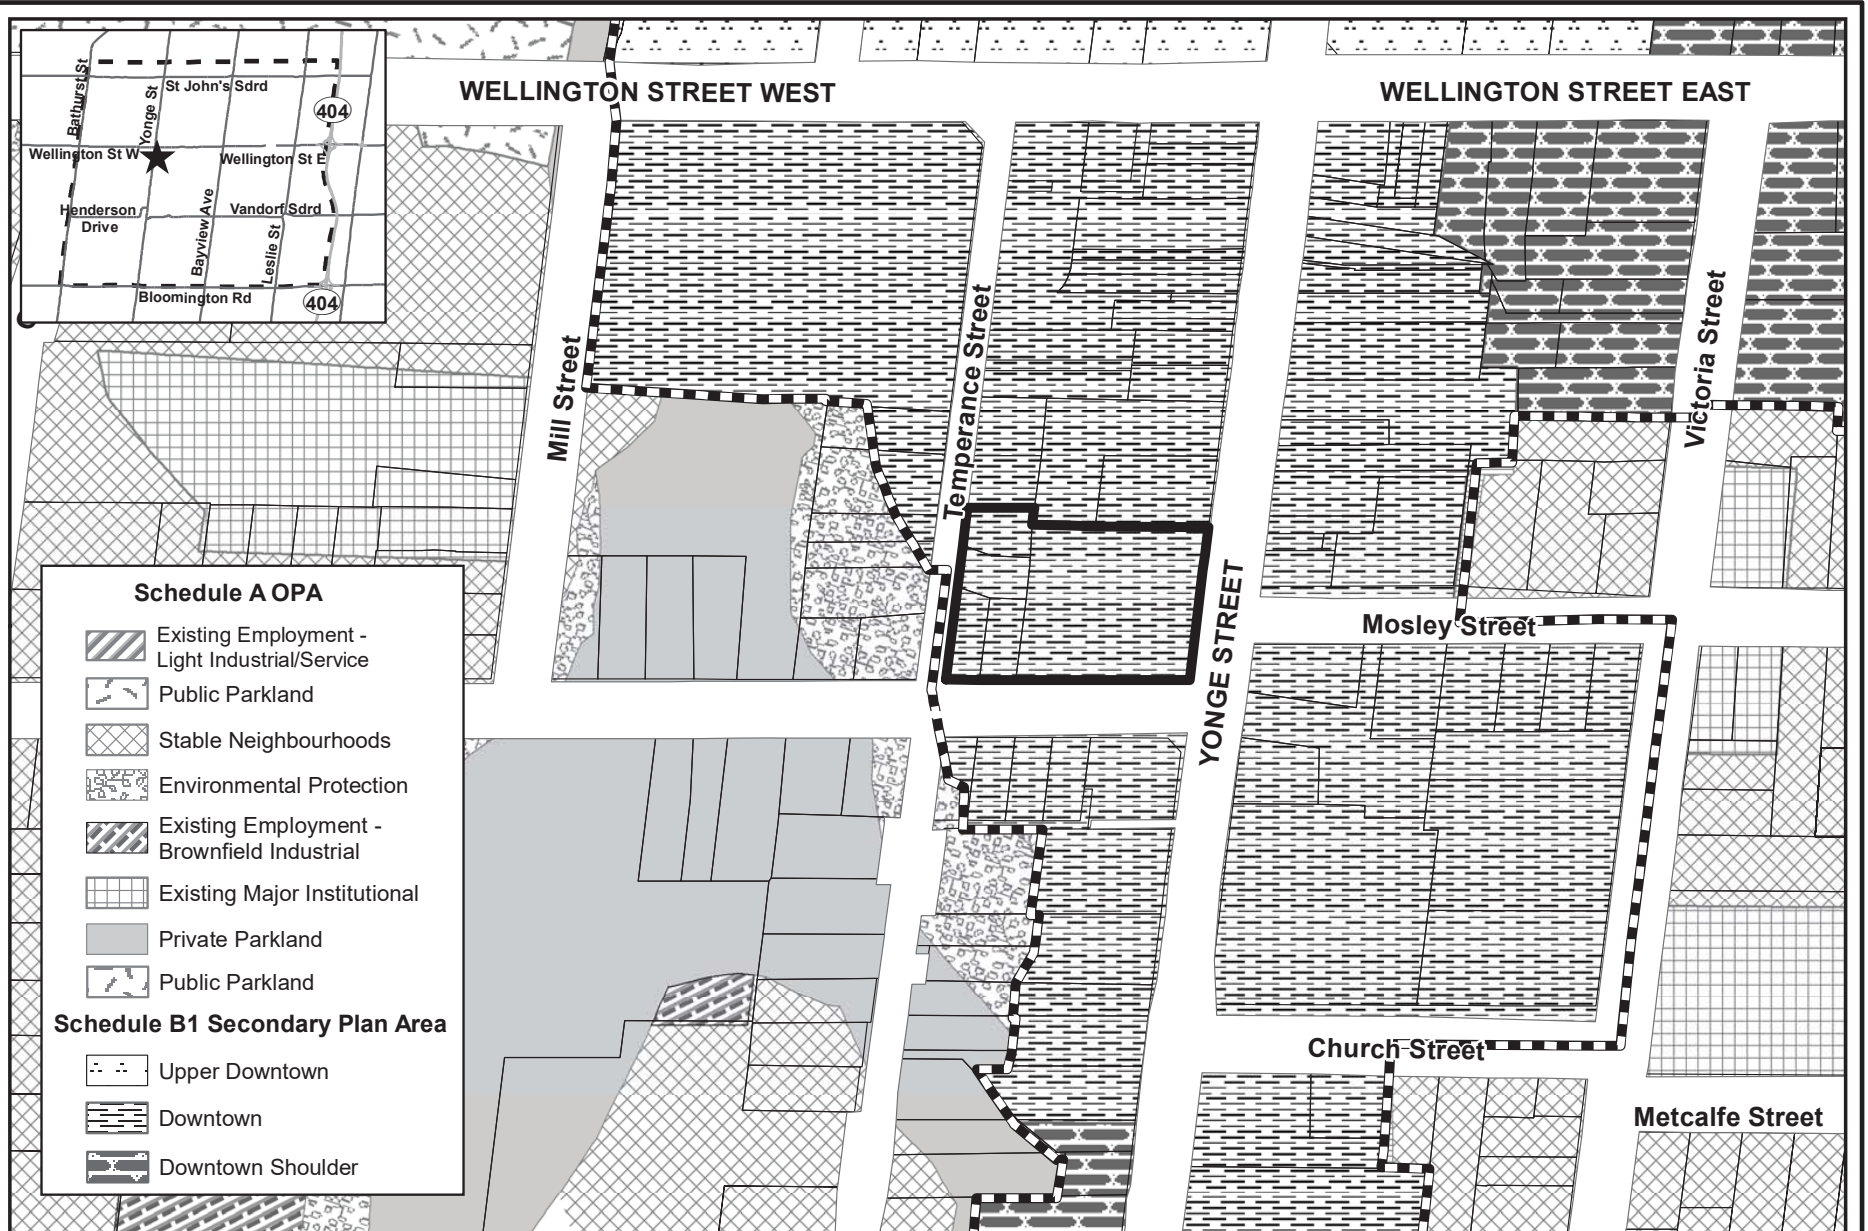 WELLINGTON STREET WEST
WELLINGTON STREET EAST
Bathurst St
Yonge St
St John's Sdrd
404
Wellington St W
Wellington St E
Henderson
Drive
Bayview Ave
Vandorf Sdrd
Leslie St
Bloomington Rd
404
Mill Street
Temperance Street
Victoria Street
YONGE STREET
Mosley Street
Church Street
Metcalfe Street
Schedule A OPA
Existing Employment -
Light Industrial/Service
Public Parkland
Stable Neighbourhoods
Environmental Protection
Existing Employment -
Brownfield Industrial
Existing Major Institutional
Private Parkland
Public Parkland
Schedule B1 Secondary Plan Area
Upper Downtown
Downtown
Downtown Shoulder